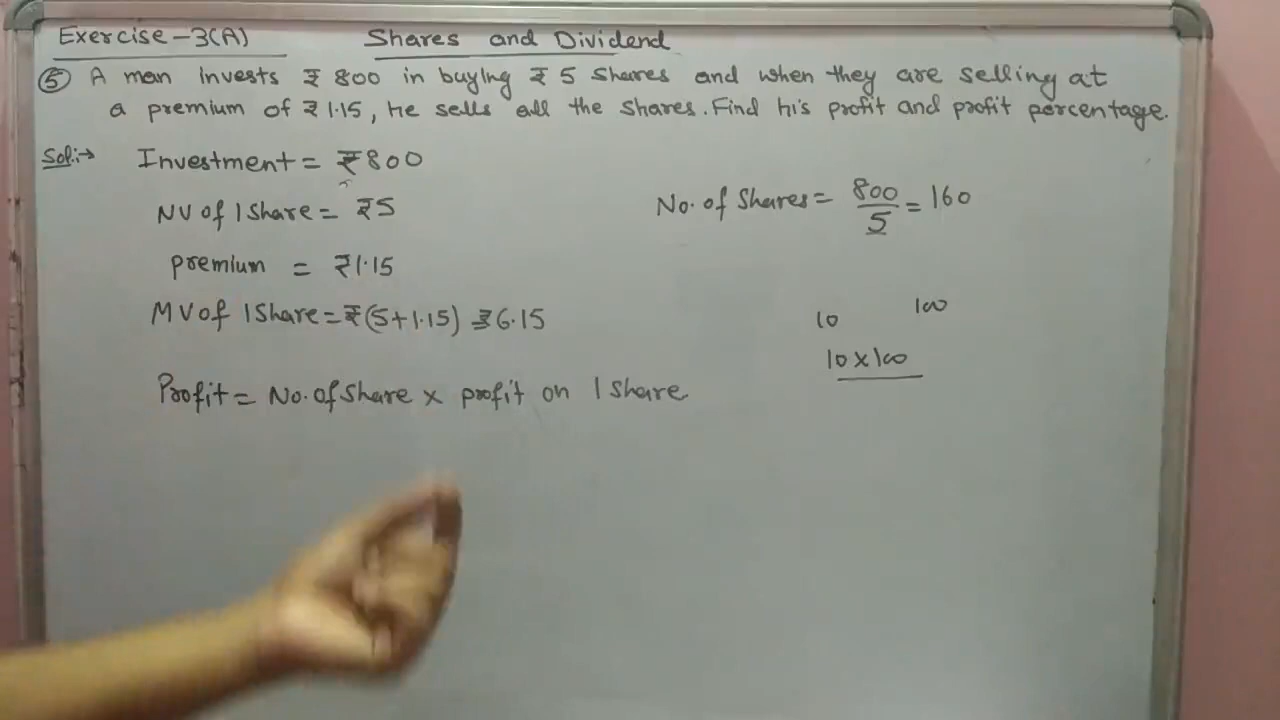 Exercise-3(A) Shares and Dividend
⑤ A man invests ₹ 800 in buying ₹ 5 Shares and when they are selling at
a premium of ₹ 1.15, he sells all the shares. Find his profit and profit percentage.
Sol:→ Investment = ₹800
NV of 1 Share = ₹5
No. of Shares = 800/5 = 160
premium = ₹1.15
MV of 1 Share = ₹(5+1.15) = ₹6.15
10 100
10 x 100
Profit = No. of Share x profit on 1 Share